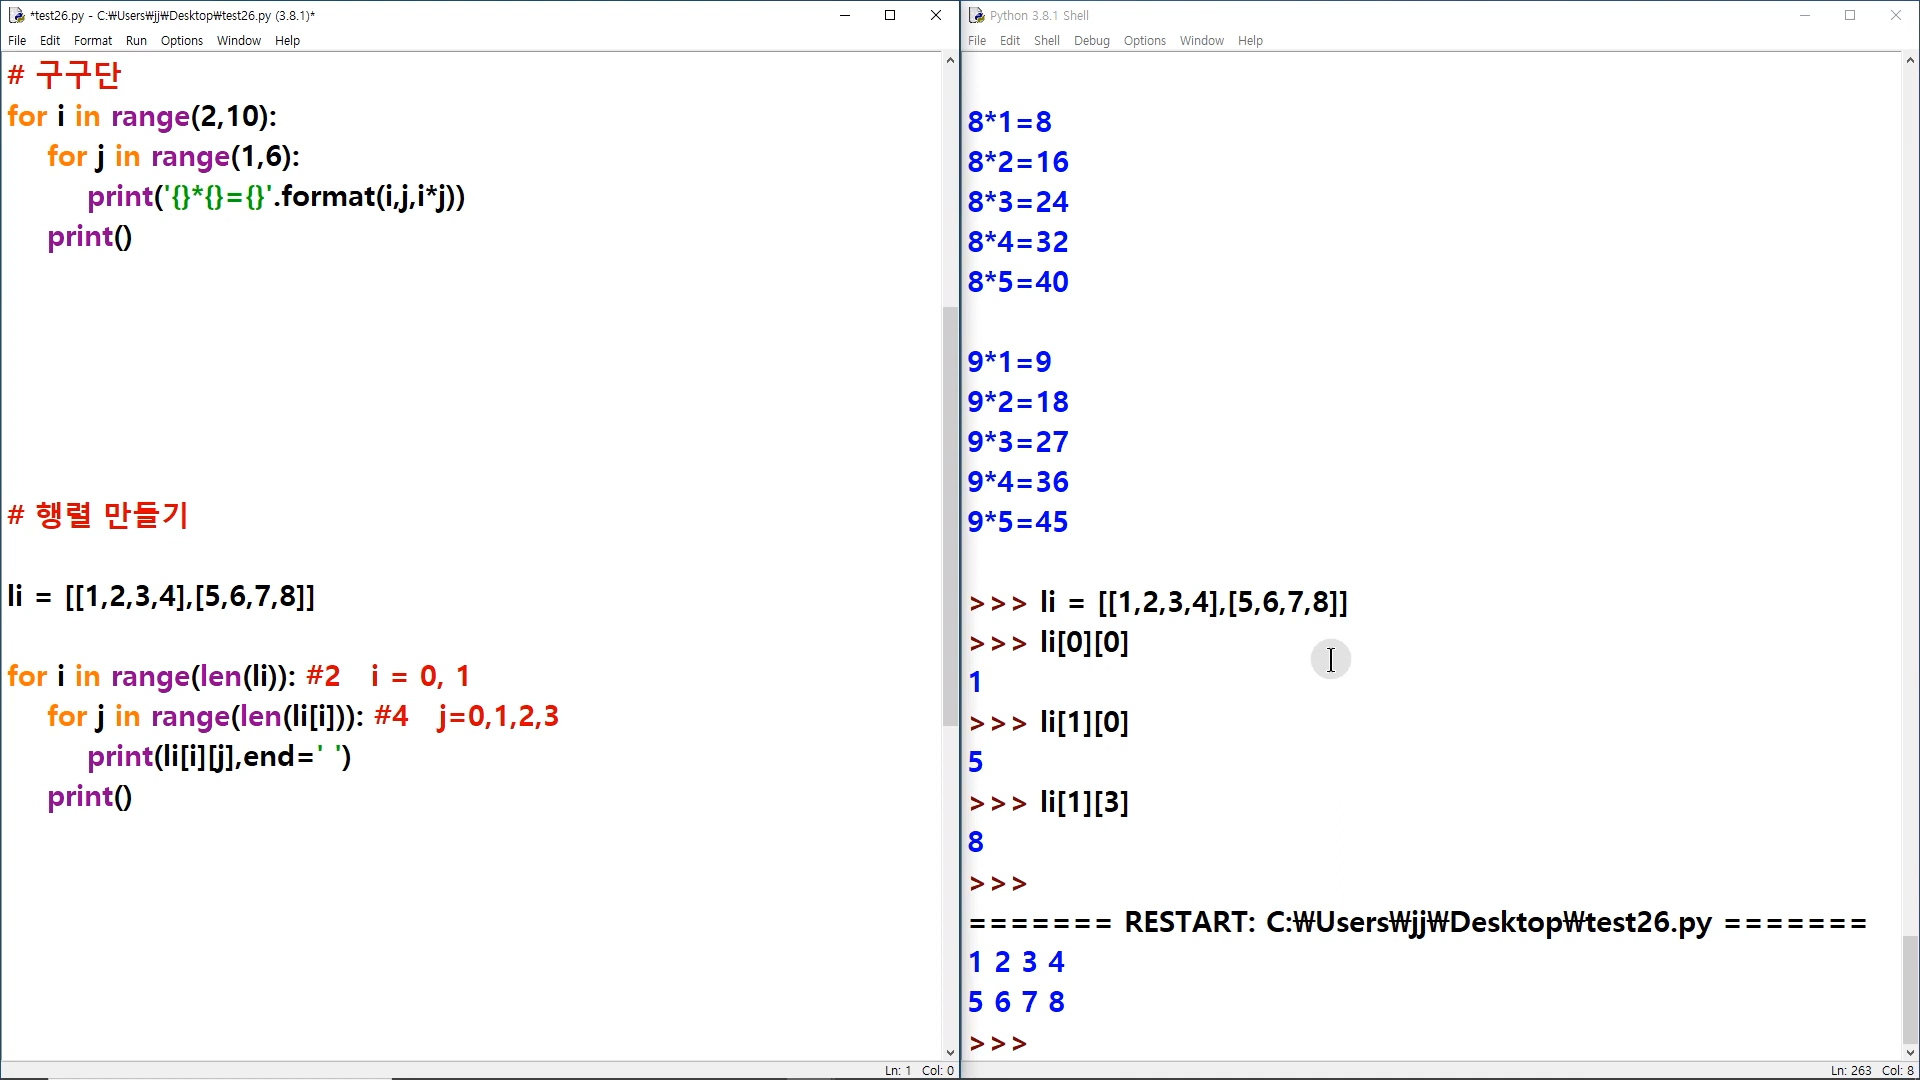 *test26.py - C:₩Users₩jj₩Desktop₩test26.py (3.8.1)*
File Edit Format Run Options Window Help
# 구구단
for i in range(2,10):
    for j in range(1,6):
        print('{}*{}={}'.format(i,j,i*j))
    print()
# 행렬 만들기
li = [[1,2,3,4],[5,6,7,8]]
for i in range(len(li)): #2   i = 0, 1
    for j in range(len(li[i])): #4   j=0,1,2,3
        print(li[i][j],end=' ')
    print()
Ln: 1 Col: 0
Python 3.8.1 Shell
File Edit Shell Debug Options Window Help
8*1=8
8*2=16
8*3=24
8*4=32
8*5=40
9*1=9
9*2=18
9*3=27
9*4=36
9*5=45
>>> li = [[1,2,3,4],[5,6,7,8]]
>>> li[0][0]
1
>>> li[1][0]
5
>>> li[1][3]
8
>>>
======= RESTART: C:₩Users₩jj₩Desktop₩test26.py =======
1 2 3 4
5 6 7 8
>>>
Ln: 263 Col: 8